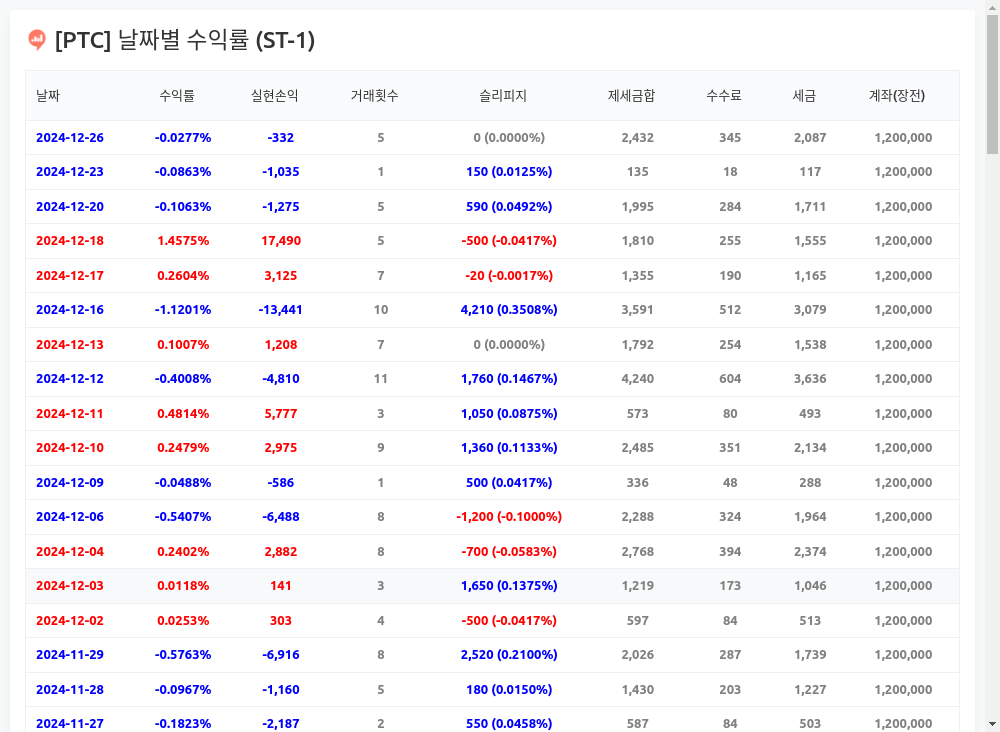 [PTC] 날짜별 수익률 (ST-1)
날짜 수익률 실현손익 거래횟수 슬리피지 제세금합 수수료 세금 계좌(장전)
2024-12-26 -0.0277% -332 5 0 (0.0000%) 2,432 345 2,087 1,200,000
2024-12-23 -0.0863% -1,035 1 150 (0.0125%) 135 18 117 1,200,000
2024-12-20 -0.1063% -1,275 5 590 (0.0492%) 1,995 284 1,711 1,200,000
2024-12-18 1.4575% 17,490 5 -500 (-0.0417%) 1,810 255 1,555 1,200,000
2024-12-17 0.2604% 3,125 7 -20 (-0.0017%) 1,355 190 1,165 1,200,000
2024-12-16 -1.1201% -13,441 10 4,210 (0.3508%) 3,591 512 3,079 1,200,000
2024-12-13 0.1007% 1,208 7 0 (0.0000%) 1,792 254 1,538 1,200,000
2024-12-12 -0.4008% -4,810 11 1,760 (0.1467%) 4,240 604 3,636 1,200,000
2024-12-11 0.4814% 5,777 3 1,050 (0.0875%) 573 80 493 1,200,000
2024-12-10 0.2479% 2,975 9 1,360 (0.1133%) 2,485 351 2,134 1,200,000
2024-12-09 -0.0488% -586 1 500 (0.0417%) 336 48 288 1,200,000
2024-12-06 -0.5407% -6,488 8 -1,200 (-0.1000%) 2,288 324 1,964 1,200,000
2024-12-04 0.2402% 2,882 8 -700 (-0.0583%) 2,768 394 2,374 1,200,000
2024-12-03 0.0118% 141 3 1,650 (0.1375%) 1,219 173 1,046 1,200,000
2024-12-02 0.0253% 303 4 -500 (-0.0417%) 597 84 513 1,200,000
2024-11-29 -0.5763% -6,916 8 2,520 (0.2100%) 2,026 287 1,739 1,200,000
2024-11-28 -0.0967% -1,160 5 180 (0.0150%) 1,430 203 1,227 1,200,000
2024-11-27 -0.1823% -2,187 2 550 (0.0458%) 587 84 503 1,200,000